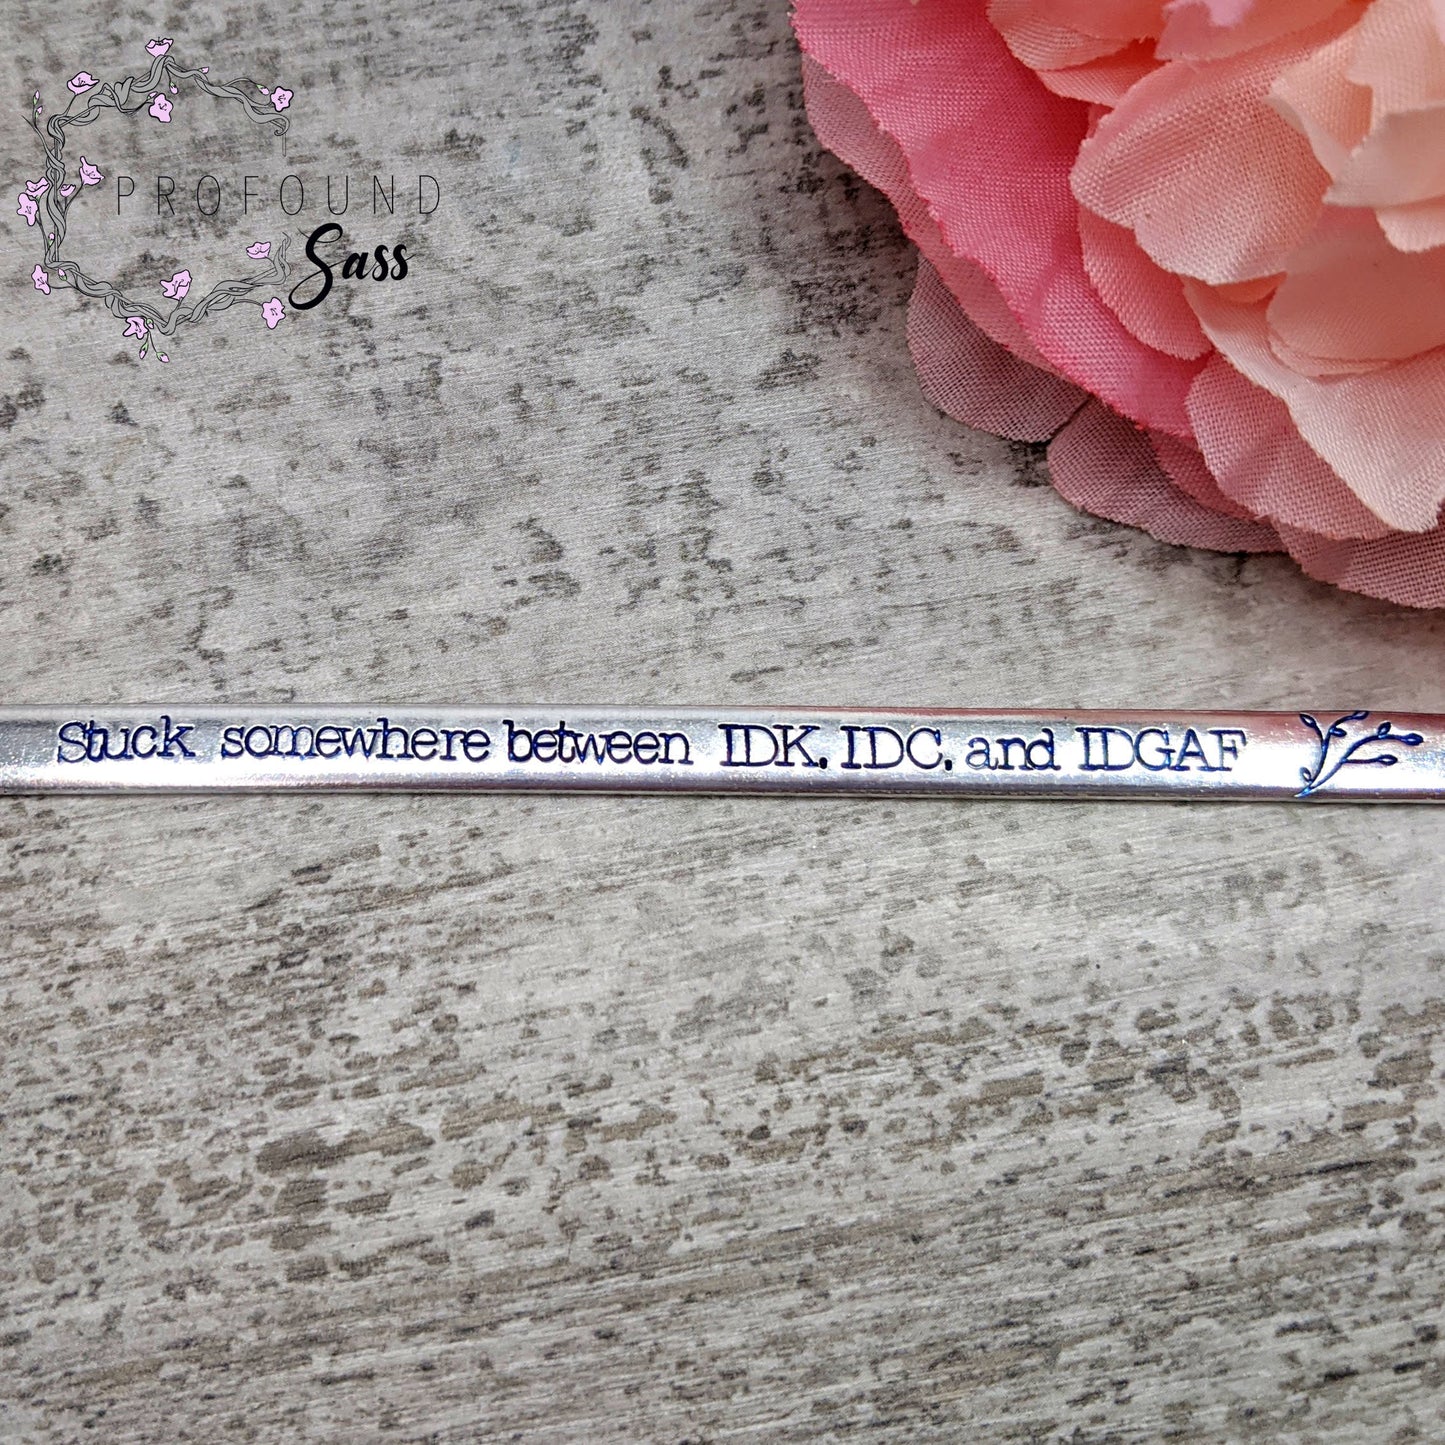 PROFOUND
Sass
Stuck somewhere between IDK, IDC, and IDGAF